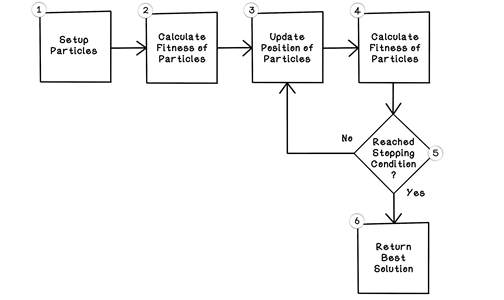 1
Setup
Particles
2
Calculate
Fitness of
Particles
3
Update
Position of
Particles
4
Calculate
Fitness of
Particles
No
Reached
Stopping
Condition
?
5
Yes
6
Return
Best
Solution